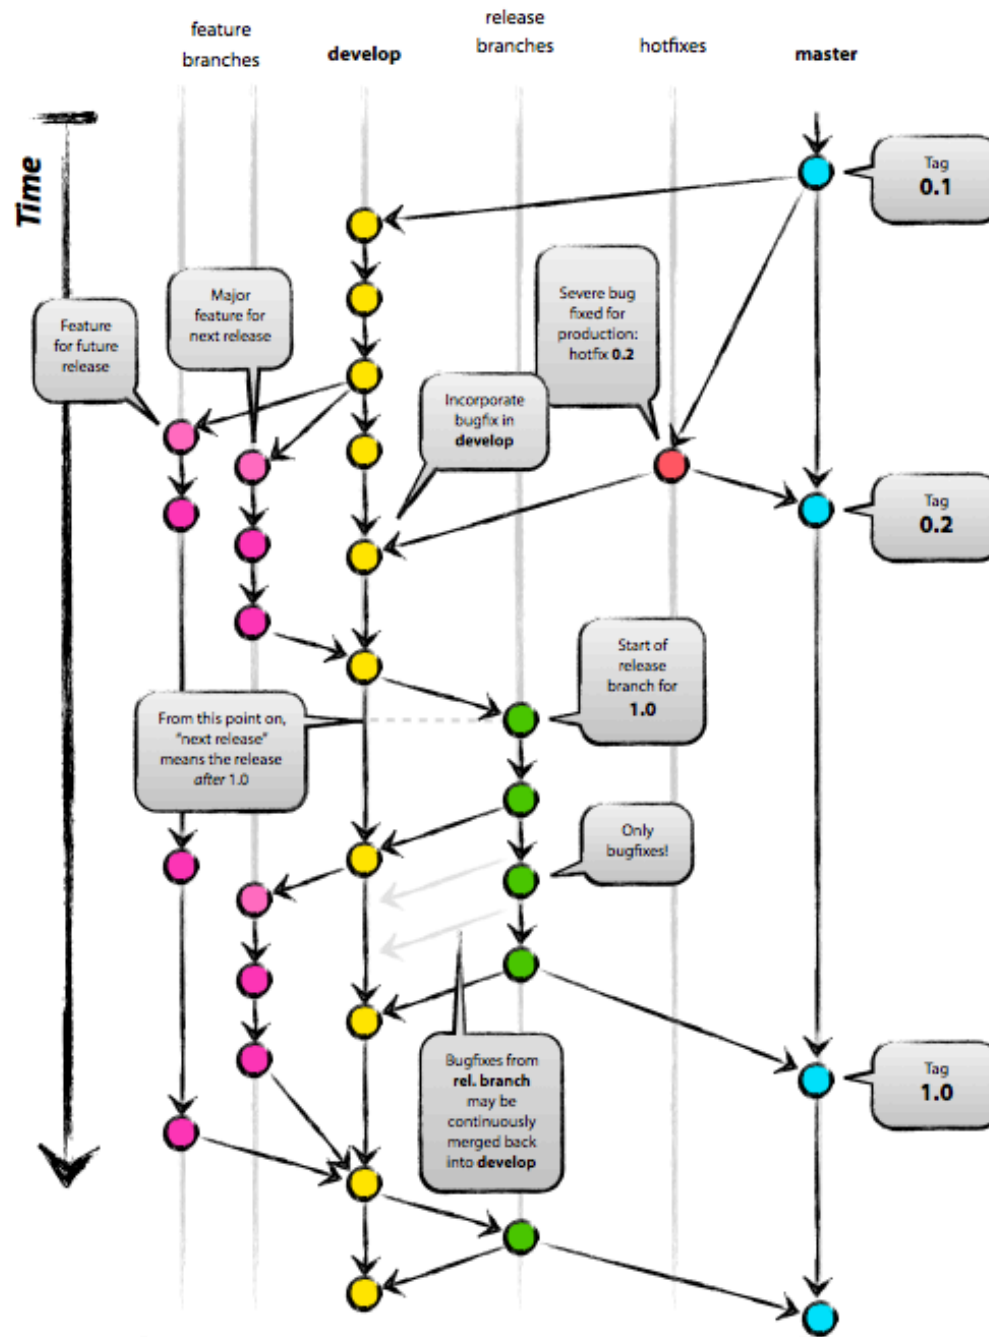 feature
branches
develop
release
branches
hotfixes
master
Time
Tag
0.1
Feature
for future
release
Major
feature for
next release
Severe bug
fixed for
production:
hotfix 0.2
Incorporate
bugfix in
develop
Tag
0.2
Start of
release
branch for
1.0
From this point on,
“next release”
means the release
after 1.0
Only
bugfixes!
Bugfixes from
rel. branch
may be
continuously
merged back
into develop
Tag
1.0